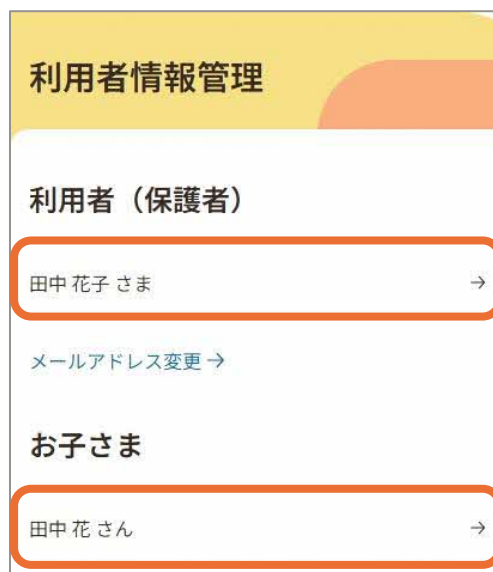 利用者情報管理
利用者（保護者）
田中 花子 さま →
メールアドレス変更 →
お子さま
田中 花 さん →